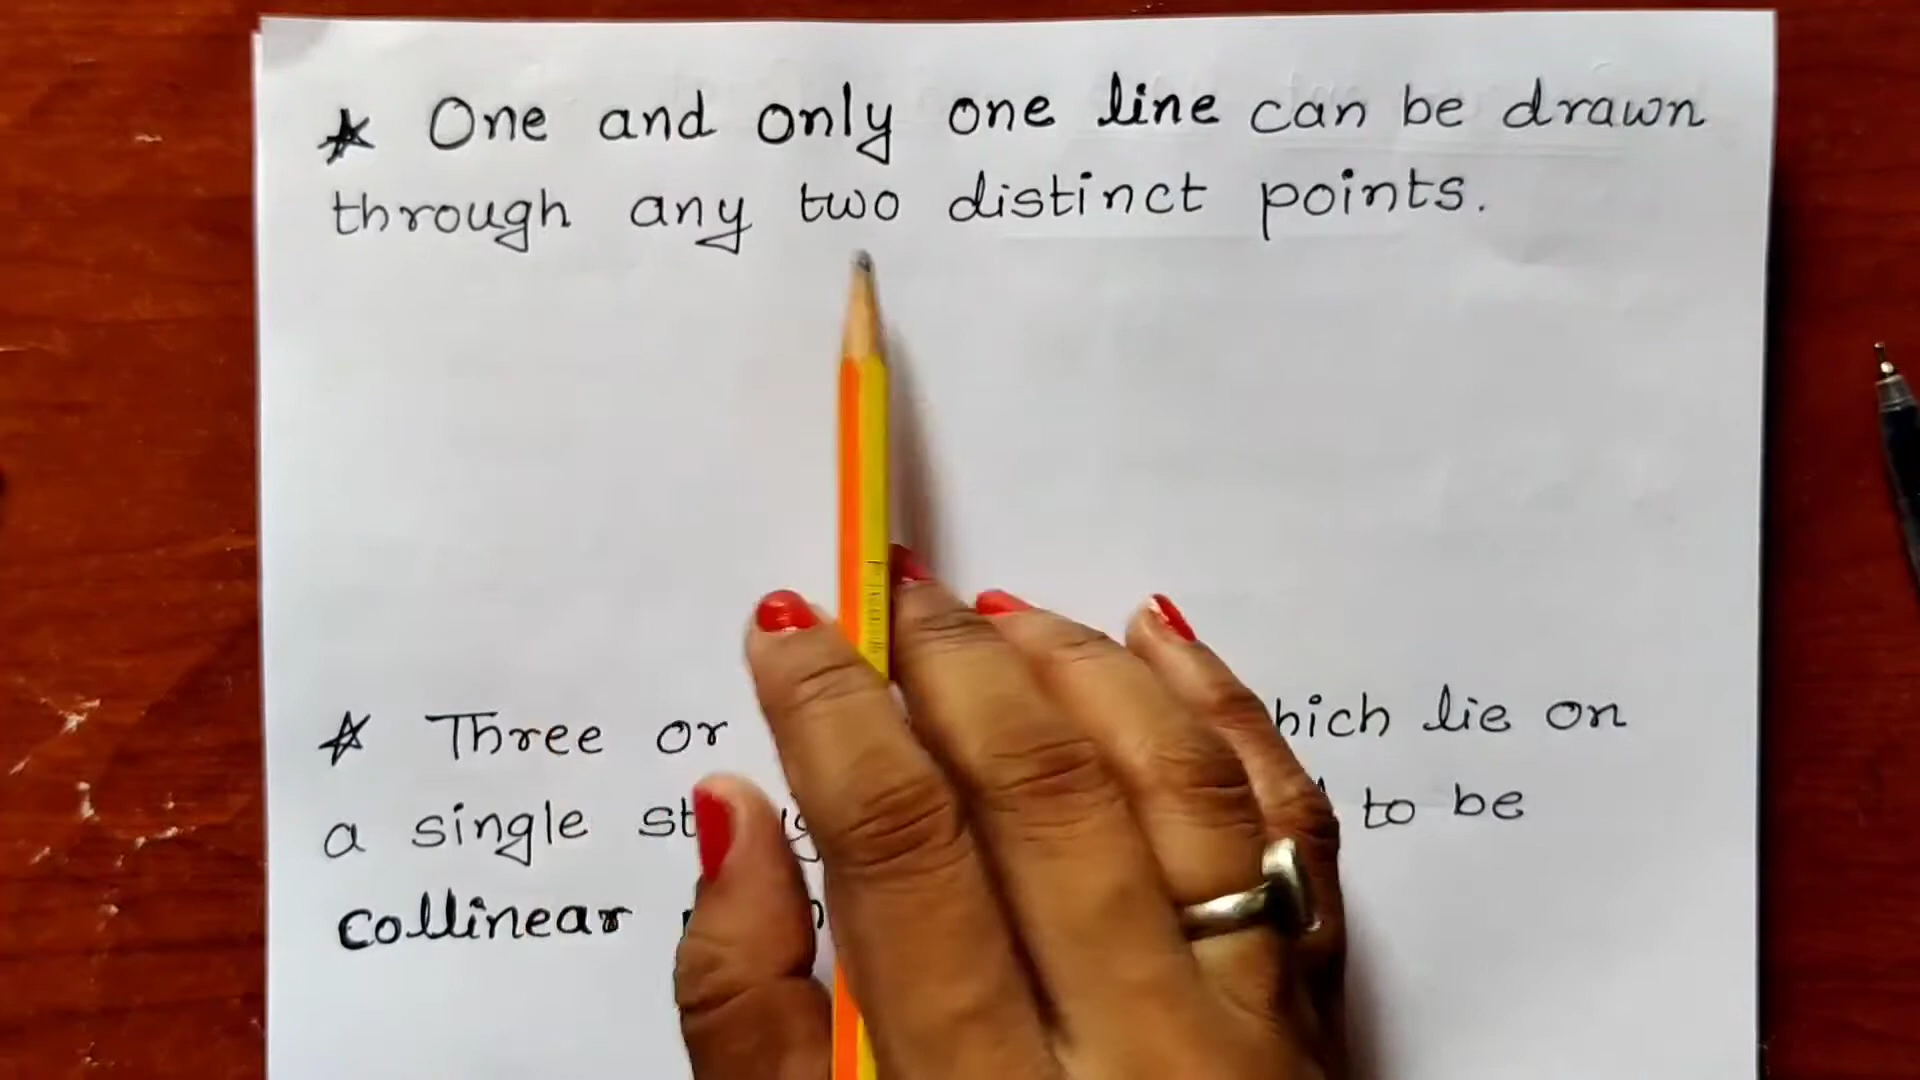 ★ One and only one line can be drawn
through any two distinct points.
★ Three or hich lie on
a single st to be
collinear